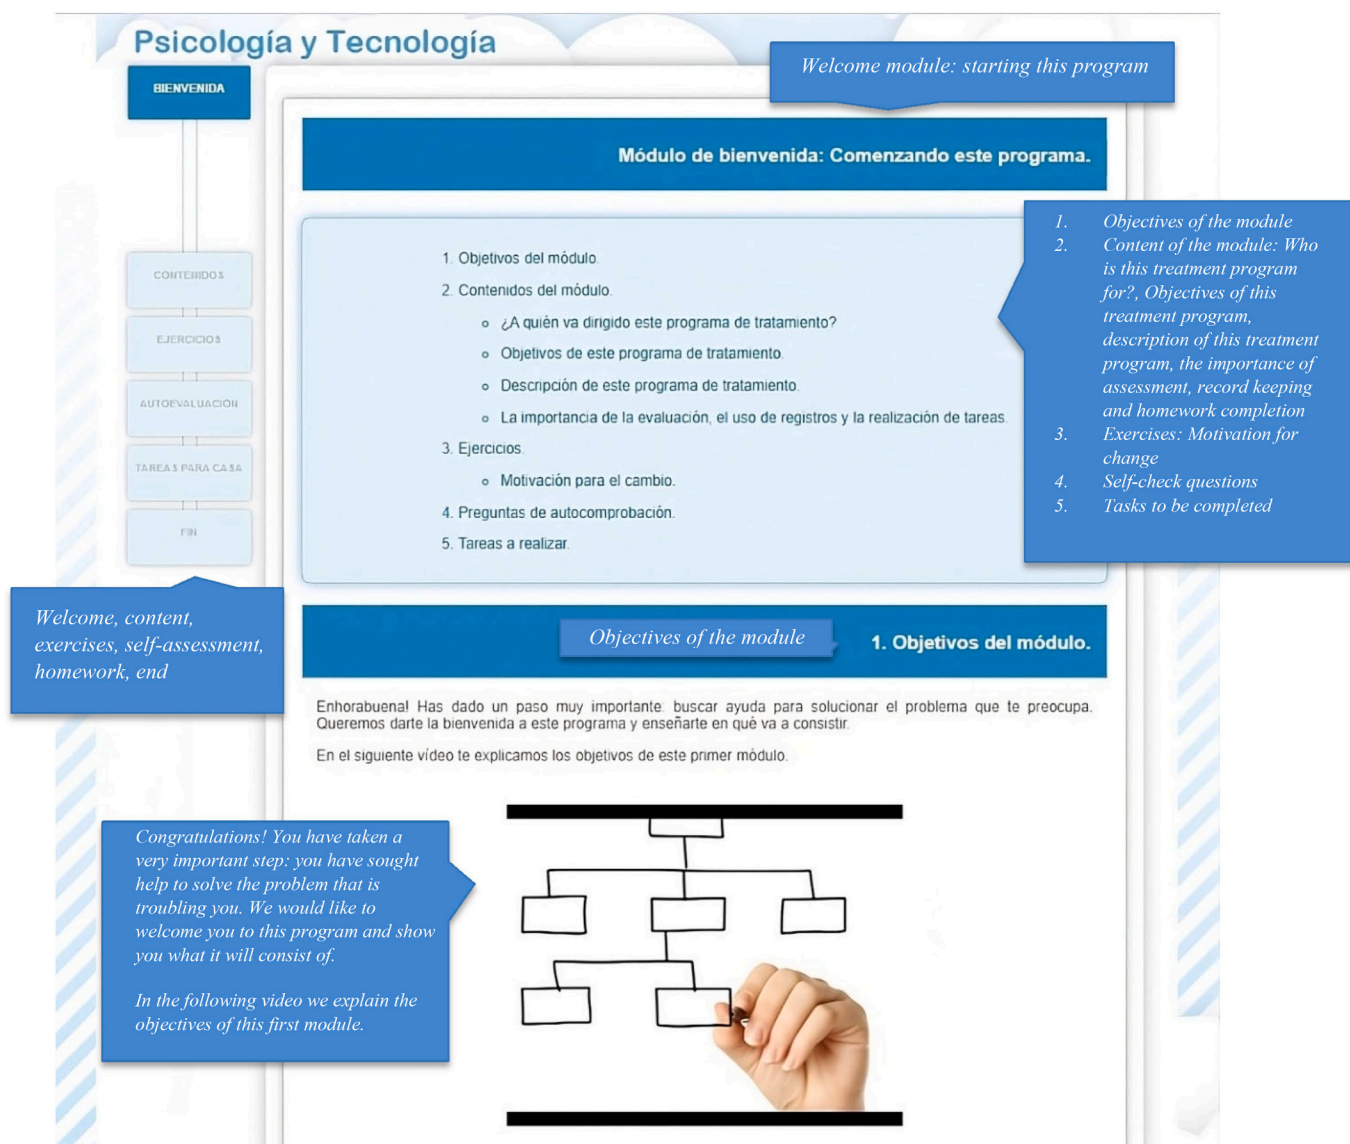 Psicología y Tecnología
Welcome module: starting this program
BIENVENIDA
Módulo de bienvenida: Comenzando este programa.
1. Objetivos del módulo.
2. Contenidos del módulo.
¿A quién va dirigido este programa de tratamiento?
Objetivos de este programa de tratamiento.
Descripción de este programa de tratamiento.
La importancia de la evaluación, el uso de registros y la realización de tareas.
3. Ejercicios.
Motivación para el cambio.
4. Preguntas de autocomprobación.
5. Tareas a realizar.
1. Objectives of the module
2. Content of the module: Who
is this treatment program
for?, Objectives of this
treatment program,
description of this treatment
program, the importance of
assessment, record keeping
and homework completion
3. Exercises: Motivation for
change
4. Self-check questions
5. Tasks to be completed
CONTENIDOS
EJERCICIOS
AUTOEVALUACIÓN
TAREAS PARA CASA
FIN
Welcome, content,
exercises, self-assessment,
homework, end
Objectives of the module
1. Objetivos del módulo.
Enhorabuena! Has dado un paso muy importante: buscar ayuda para solucionar el problema que te preocupa.
Queremos darte la bienvenida a este programa y enseñarte en qué va a consistir.
En el siguiente vídeo te explicamos los objetivos de este primer módulo.
Congratulations! You have taken a
very important step: you have sought
help to solve the problem that is
troubling you. We would like to
welcome you to this program and show
you what it will consist of.
In the following video we explain the
objectives of this first module.